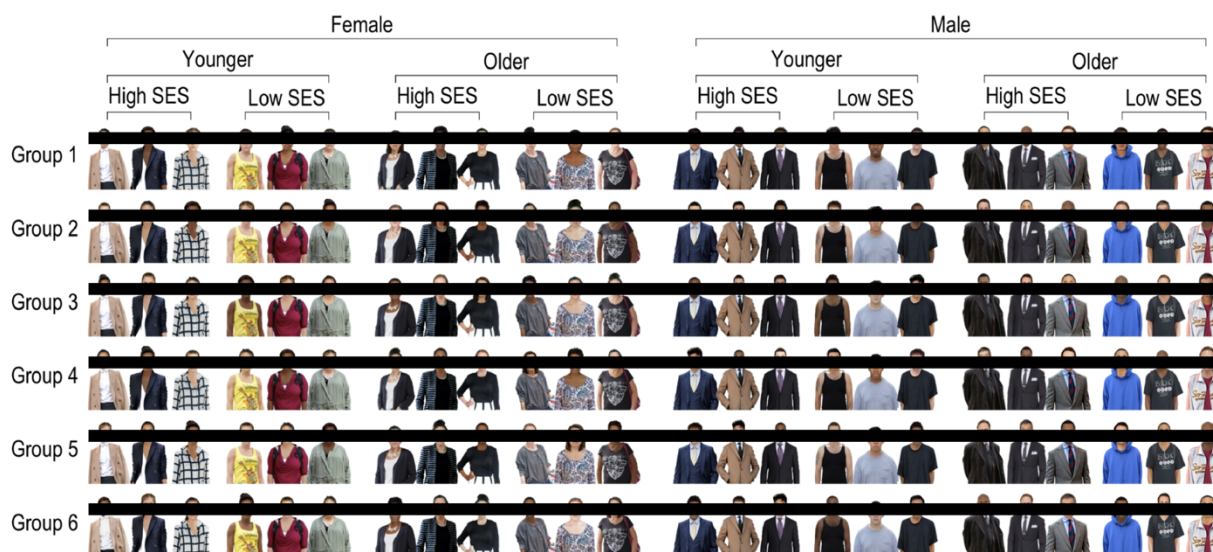 Female Male
Younger Older Younger Older
High SES Low SES High SES Low SES High SES Low SES High SES Low SES
Group 1
Group 2
Group 3
Group 4
Group 5
Group 6